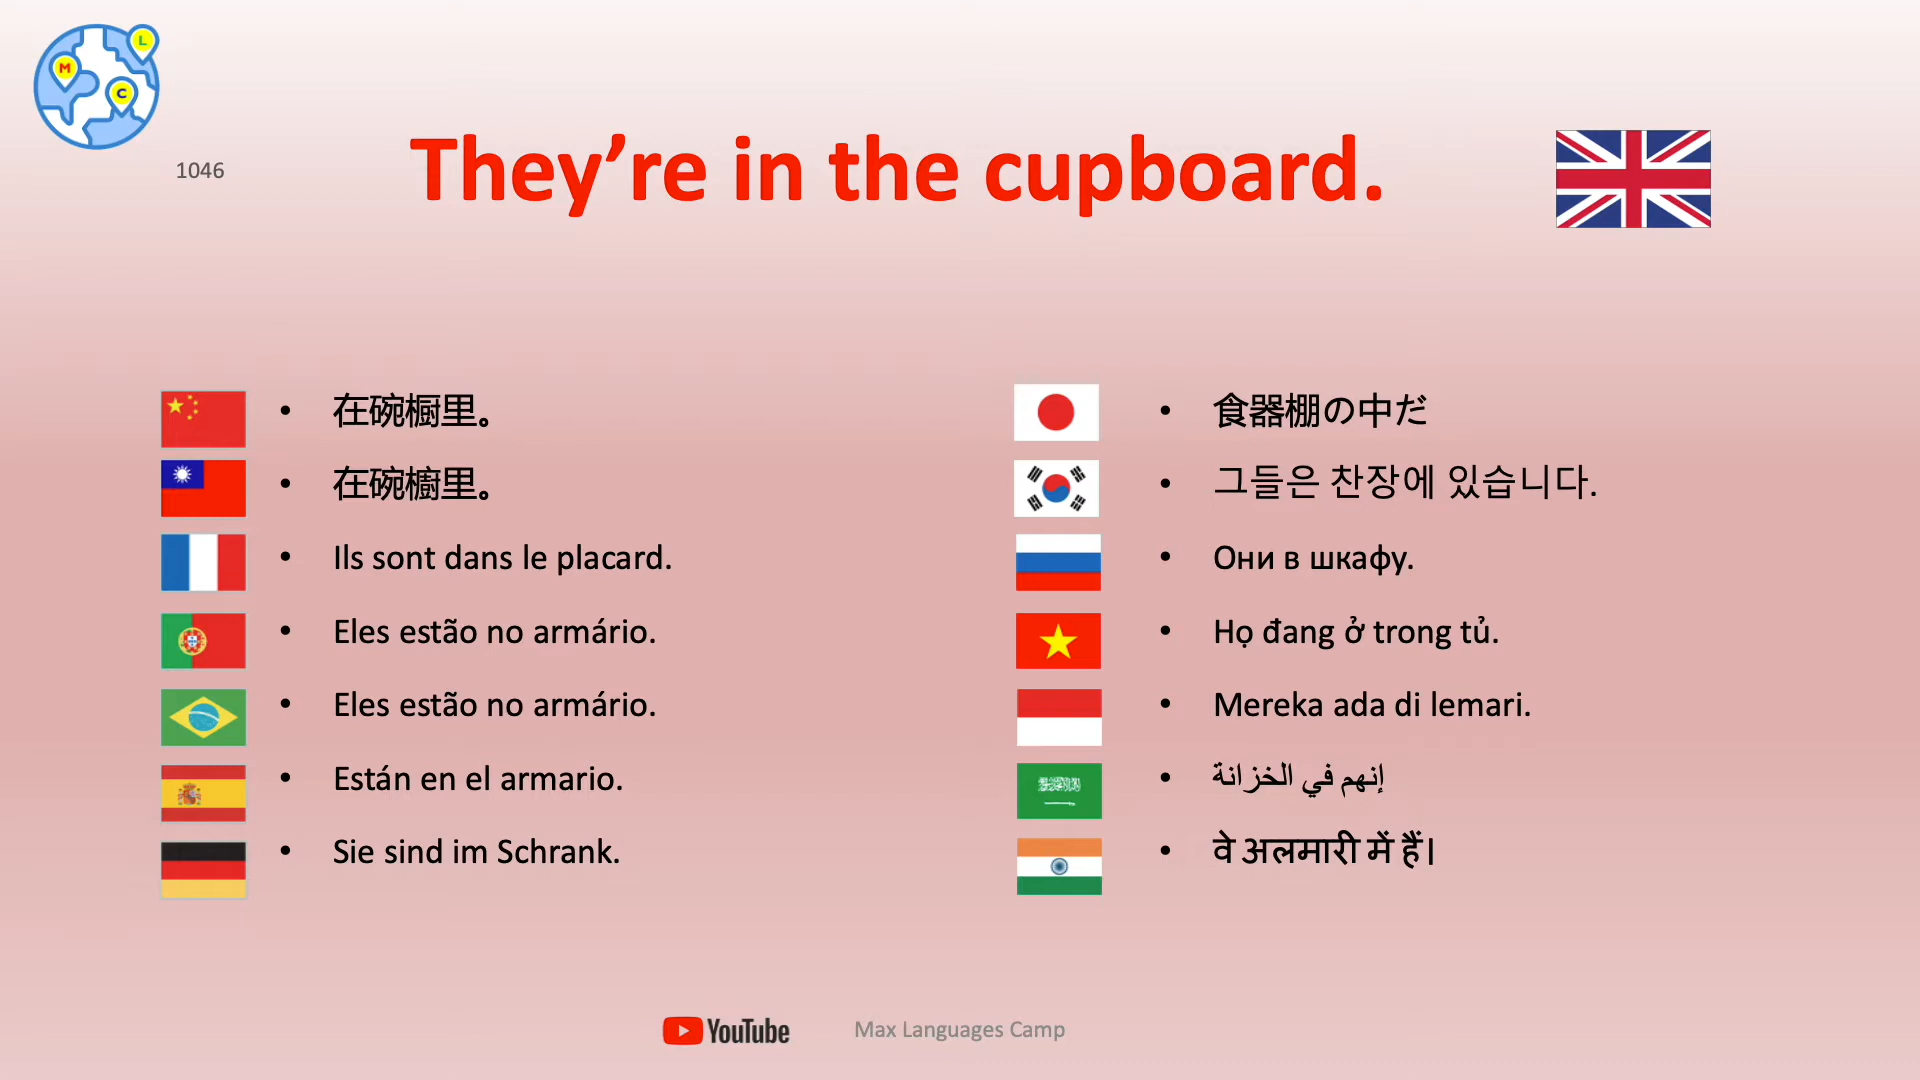 L
M
C
1046
They’re in the cupboard.
• 在碗橱里。
• 在碗櫥里。
• Ils sont dans le placard.
• Eles estão no armário.
• Eles estão no armário.
• Están en el armario.
• Sie sind im Schrank.
• 食器棚の中だ
• 그들은 찬장에 있습니다.
• Они в шкафу.
• Họ đang ở trong tủ.
• Mereka ada di lemari.
• إنهم في الخزانة
• वे अलमारी में हैं।
YouTube
Max Languages Camp